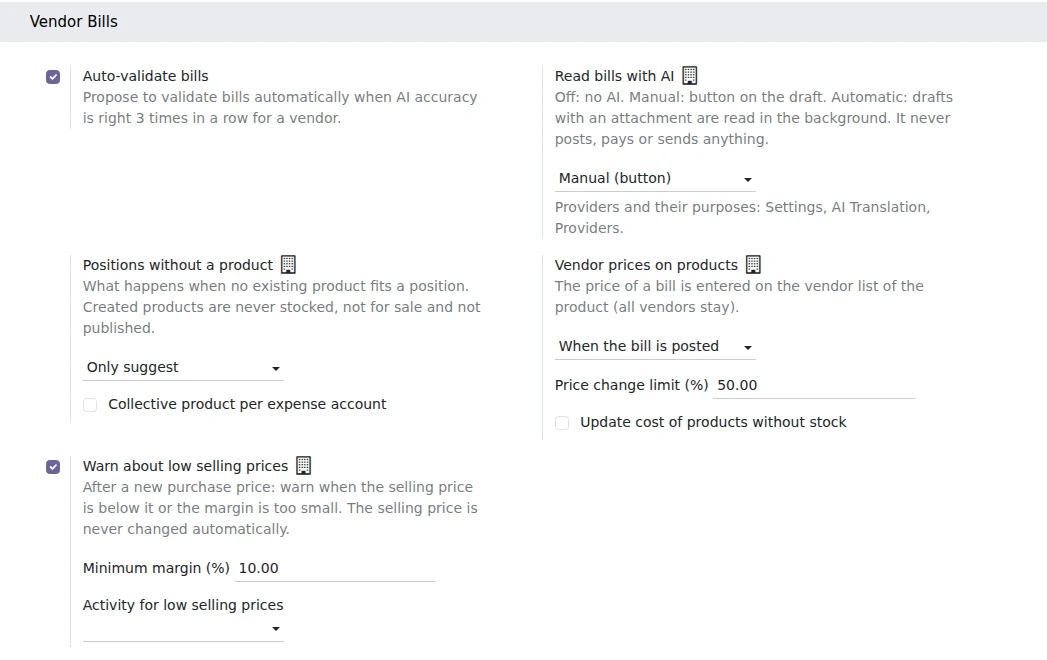 Vendor Bills
Auto-validate bills
Propose to validate bills automatically when AI accuracy
is right 3 times in a row for a vendor.
Read bills with AI
Off: no AI. Manual: button on the draft. Automatic: drafts
with an attachment are read in the background. It never
posts, pays or sends anything.
Manual (button)
Providers and their purposes: Settings, AI Translation,
Providers.
Positions without a product
What happens when no existing product fits a position.
Created products are never stocked, not for sale and not
published.
Only suggest
Collective product per expense account
Vendor prices on products
The price of a bill is entered on the vendor list of the
product (all vendors stay).
When the bill is posted
Price change limit (%) 50.00
Update cost of products without stock
Warn about low selling prices
After a new purchase price: warn when the selling price
is below it or the margin is too small. The selling price is
never changed automatically.
Minimum margin (%) 10.00
Activity for low selling prices